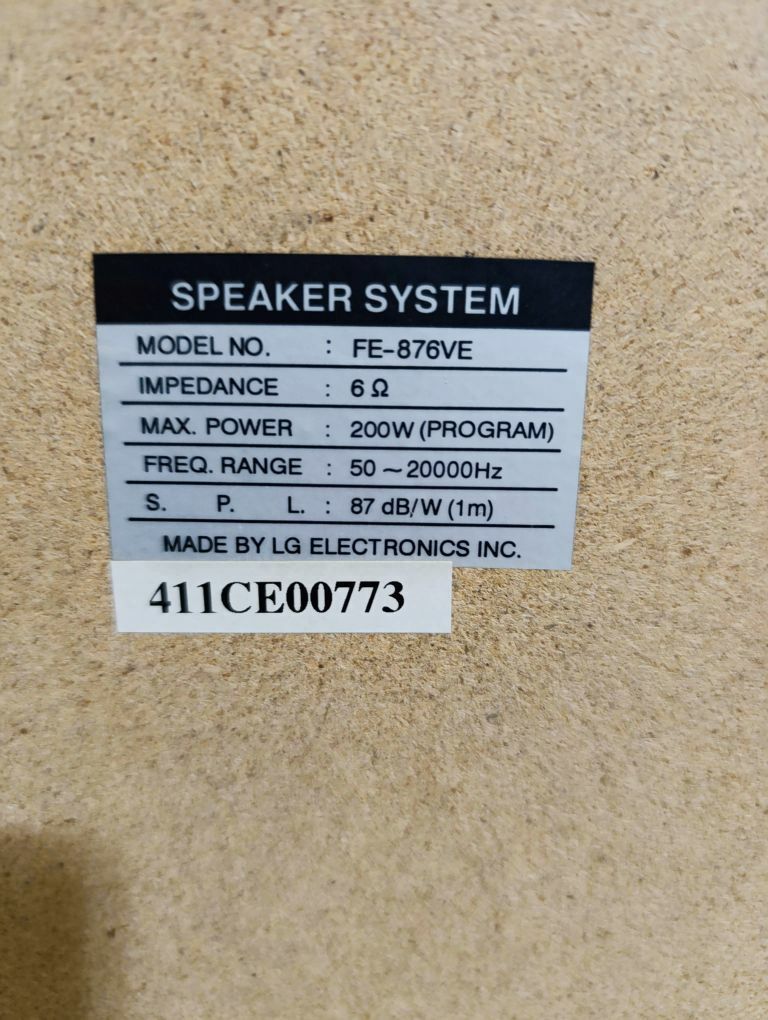 SPEAKER SYSTEM
MODEL NO. : FE-876VE
IMPEDANCE : 6 Ω
MAX. POWER : 200W (PROGRAM)
FREQ. RANGE : 50 ~ 20000Hz
S. P. L. : 87 dB/W (1m)
MADE BY LG ELECTRONICS INC.
411CE00773